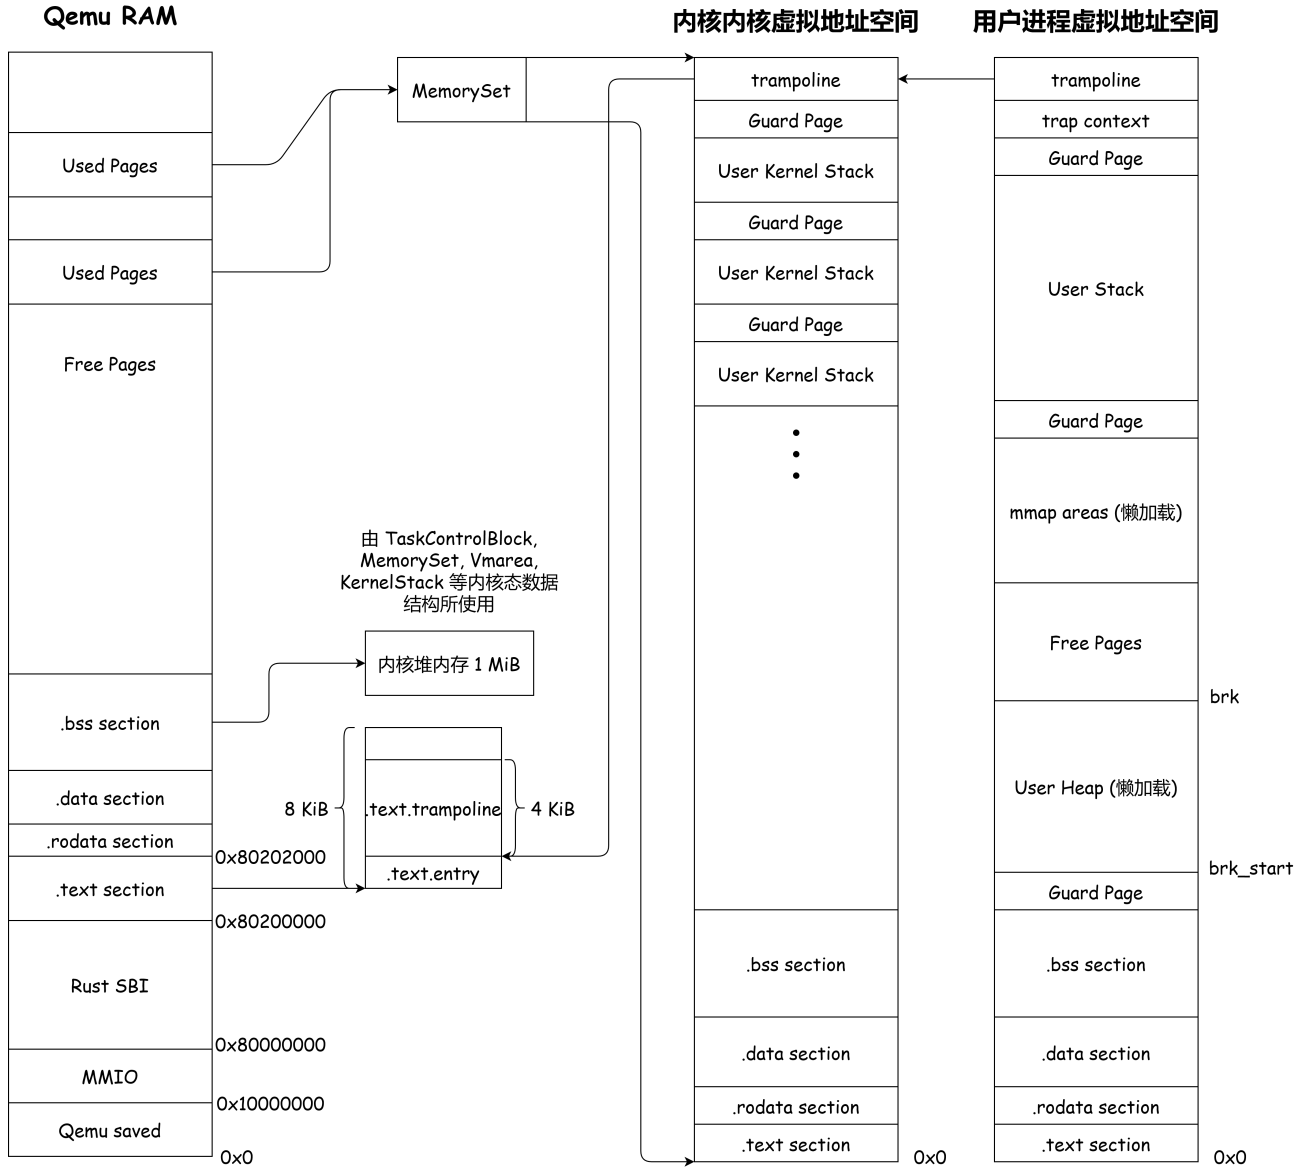 Qemu RAM
内核内核虚拟地址空间
用户进程虚拟地址空间
Used Pages
Used Pages
Free Pages
.bss section
.data section
.rodata section
0x80202000
.text section
0x80200000
Rust SBI
0x80000000
MMIO
0x10000000
Qemu saved
0x0
MemorySet
由 TaskControlBlock,
MemorySet, Vmarea,
KernelStack 等内核态数据
结构所使用
内核堆内存 1 MiB
8 KiB
.text.trampoline
4 KiB
.text.entry
trampoline
Guard Page
User Kernel Stack
Guard Page
User Kernel Stack
Guard Page
User Kernel Stack
.bss section
.data section
.rodata section
.text section
0x0
trampoline
trap context
Guard Page
User Stack
Guard Page
mmap areas (懒加载)
Free Pages
brk
User Heap (懒加载)
brk_start
Guard Page
.bss section
.data section
.rodata section
.text section
0x0